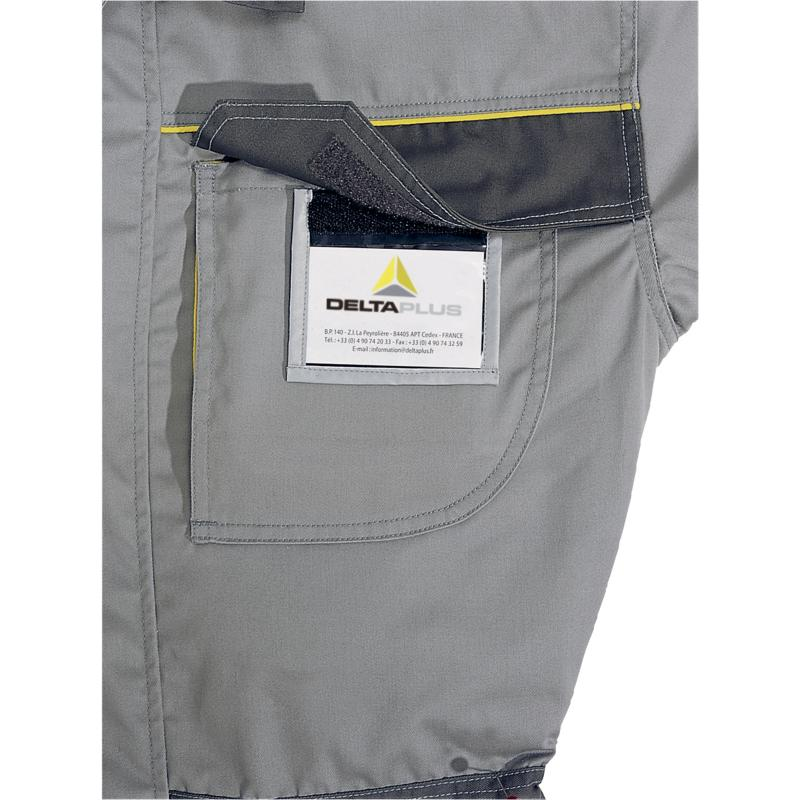 DELTAPLUS
B.P. 140 - Z.I. La Peyrolière - 84405 APT Cedex - FRANCE
Tél. : +33 (0) 4 90 74 20 33 - Fax : +33 (0) 4 90 74 32 59
E-mail : information@deltaplus.fr